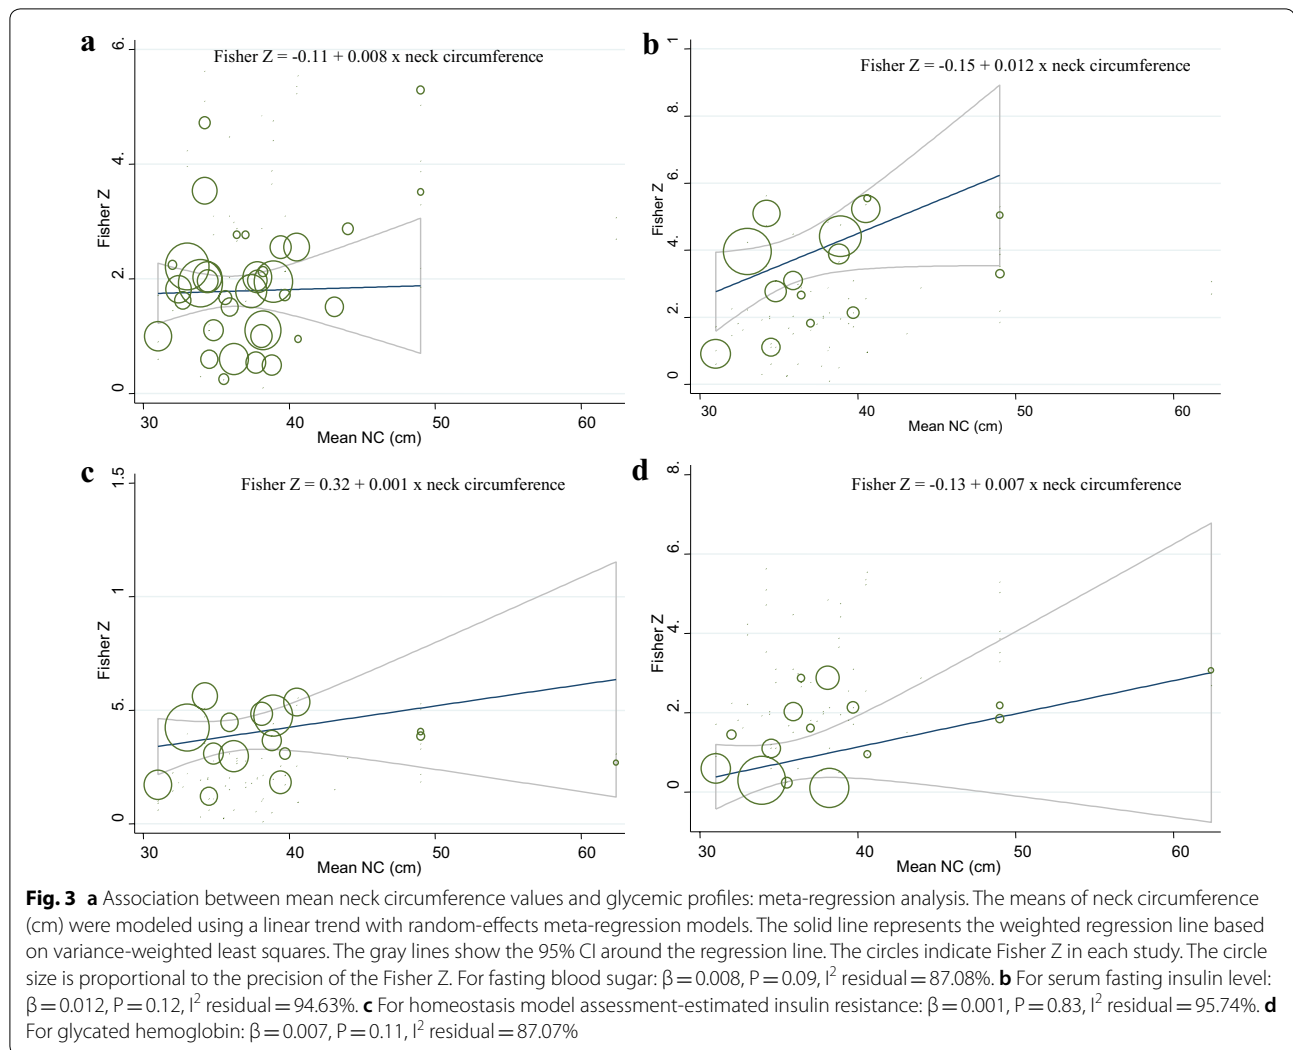 a
Fisher Z = -0.11 + 0.008 x neck circumference
6.
4.
2.
0
Fisher Z
30 40 50 60
Mean NC (cm)
b
Fisher Z = -0.15 + 0.012 x neck circumference
1
8.
6.
4.
2.
0
Fisher Z
30 40 50 60
Mean NC (cm)
c
Fisher Z = 0.32 + 0.001 x neck circumference
1.5
1
5.
0
Fisher Z
30 40 50 60
Mean NC (cm)
d
Fisher Z = -0.13 + 0.007 x neck circumference
8.
6.
4.
2.
0
Fisher Z
30 40 50 60
Mean NC (cm)
Fig. 3 a Association between mean neck circumference values and glycemic profiles: meta-regression analysis. The means of neck circumference
(cm) were modeled using a linear trend with random-effects meta-regression models. The solid line represents the weighted regression line based
on variance-weighted least squares. The gray lines show the 95% CI around the regression line. The circles indicate Fisher Z in each study. The circle
size is proportional to the precision of the Fisher Z. For fasting blood sugar: β = 0.008, P = 0.09, I² residual = 87.08%. b For serum fasting insulin level:
β = 0.012, P = 0.12, I² residual = 94.63%. c For homeostasis model assessment-estimated insulin resistance: β = 0.001, P = 0.83, I² residual = 95.74%. d
For glycated hemoglobin: β = 0.007, P = 0.11, I² residual = 87.07%